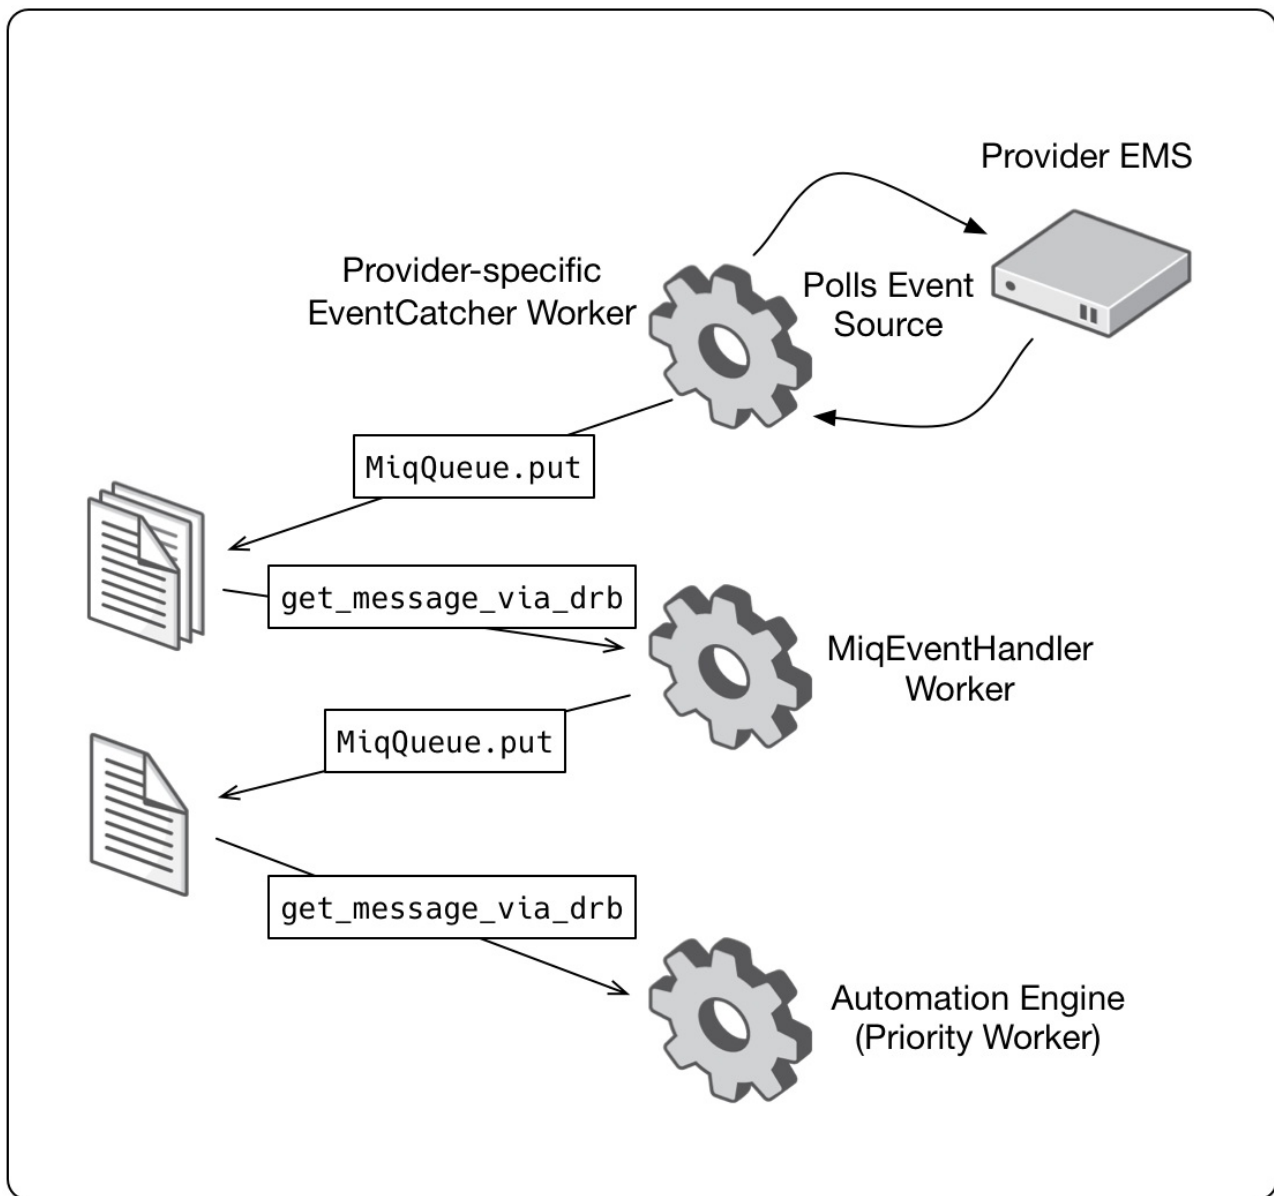 Provider EMS
Provider-specific
EventCatcher Worker
Polls Event
Source
MiqQueue.put
get_message_via_drb
MiqEventHandler
Worker
MiqQueue.put
get_message_via_drb
Automation Engine
(Priority Worker)